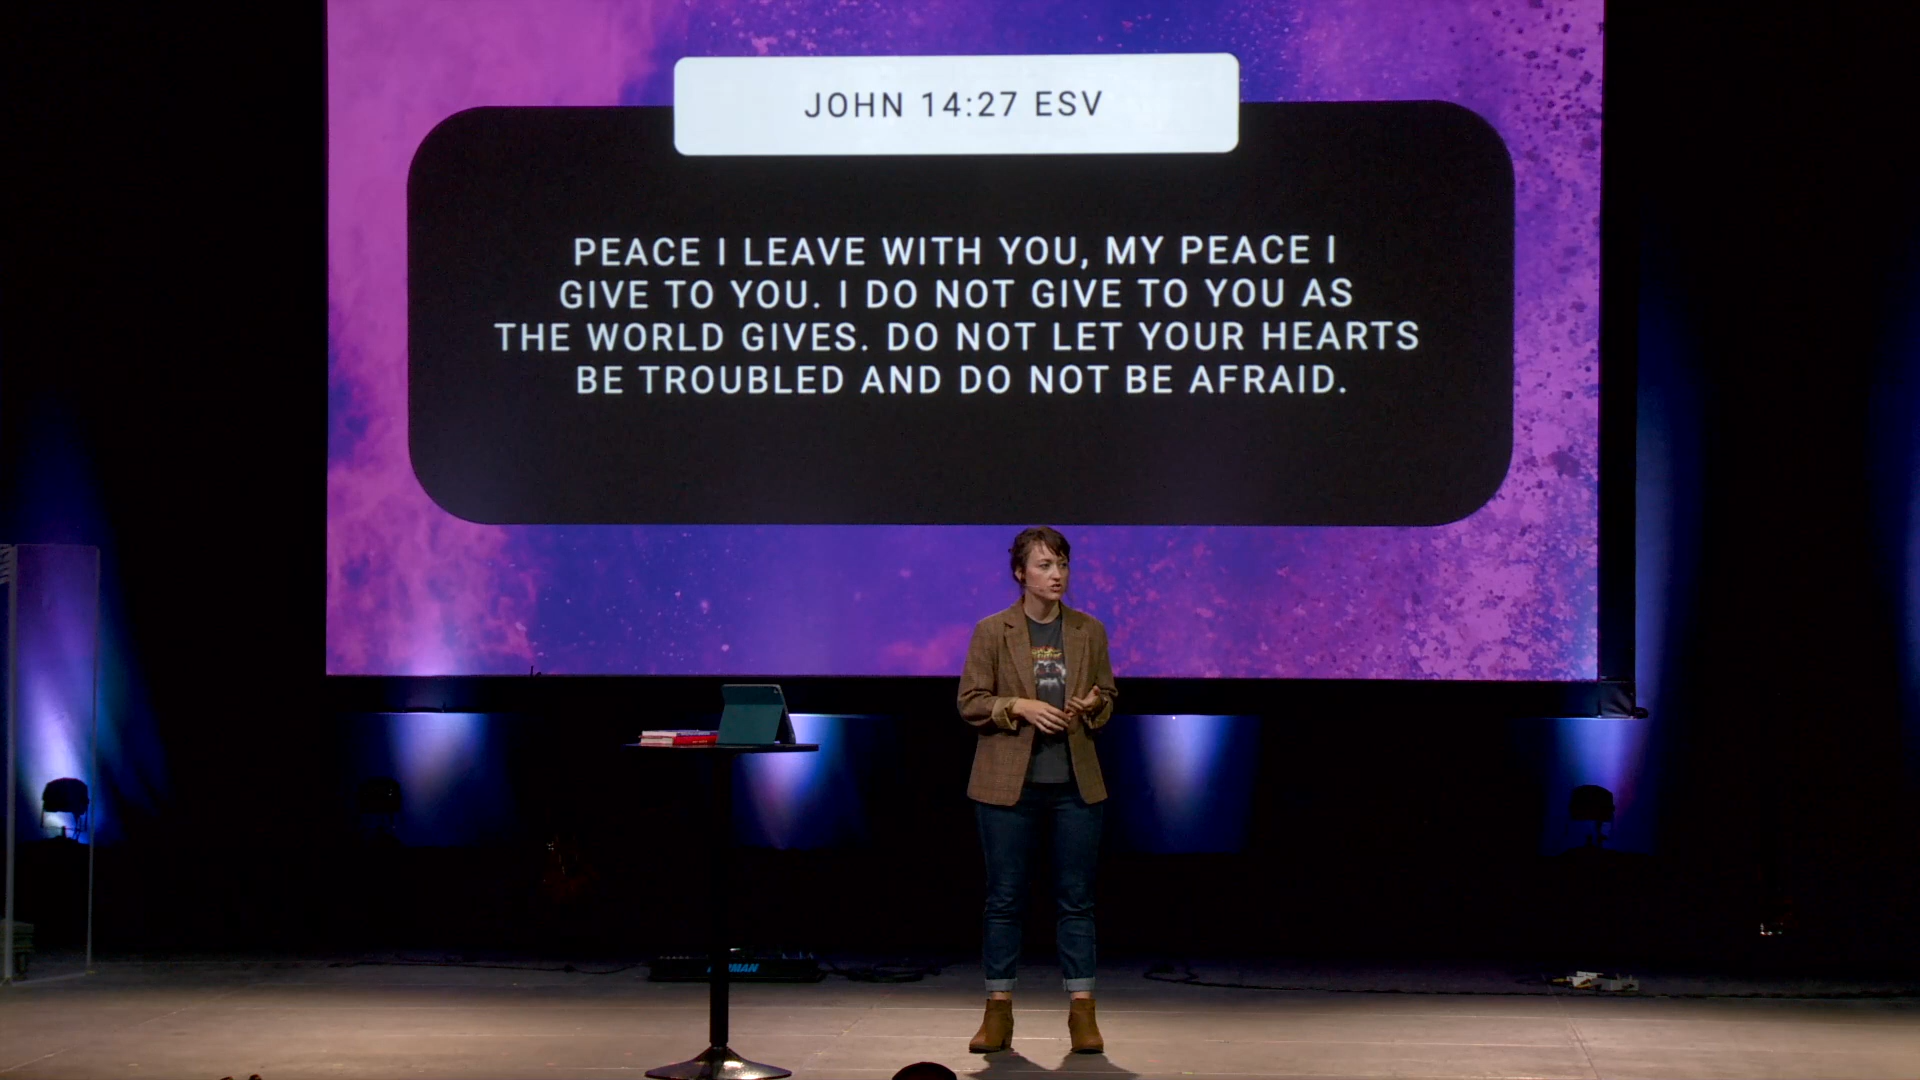 JOHN 14:27 ESV
PEACE I LEAVE WITH YOU, MY PEACE I
GIVE TO YOU. I DO NOT GIVE TO YOU AS
THE WORLD GIVES. DO NOT LET YOUR HEARTS
BE TROUBLED AND DO NOT BE AFRAID.